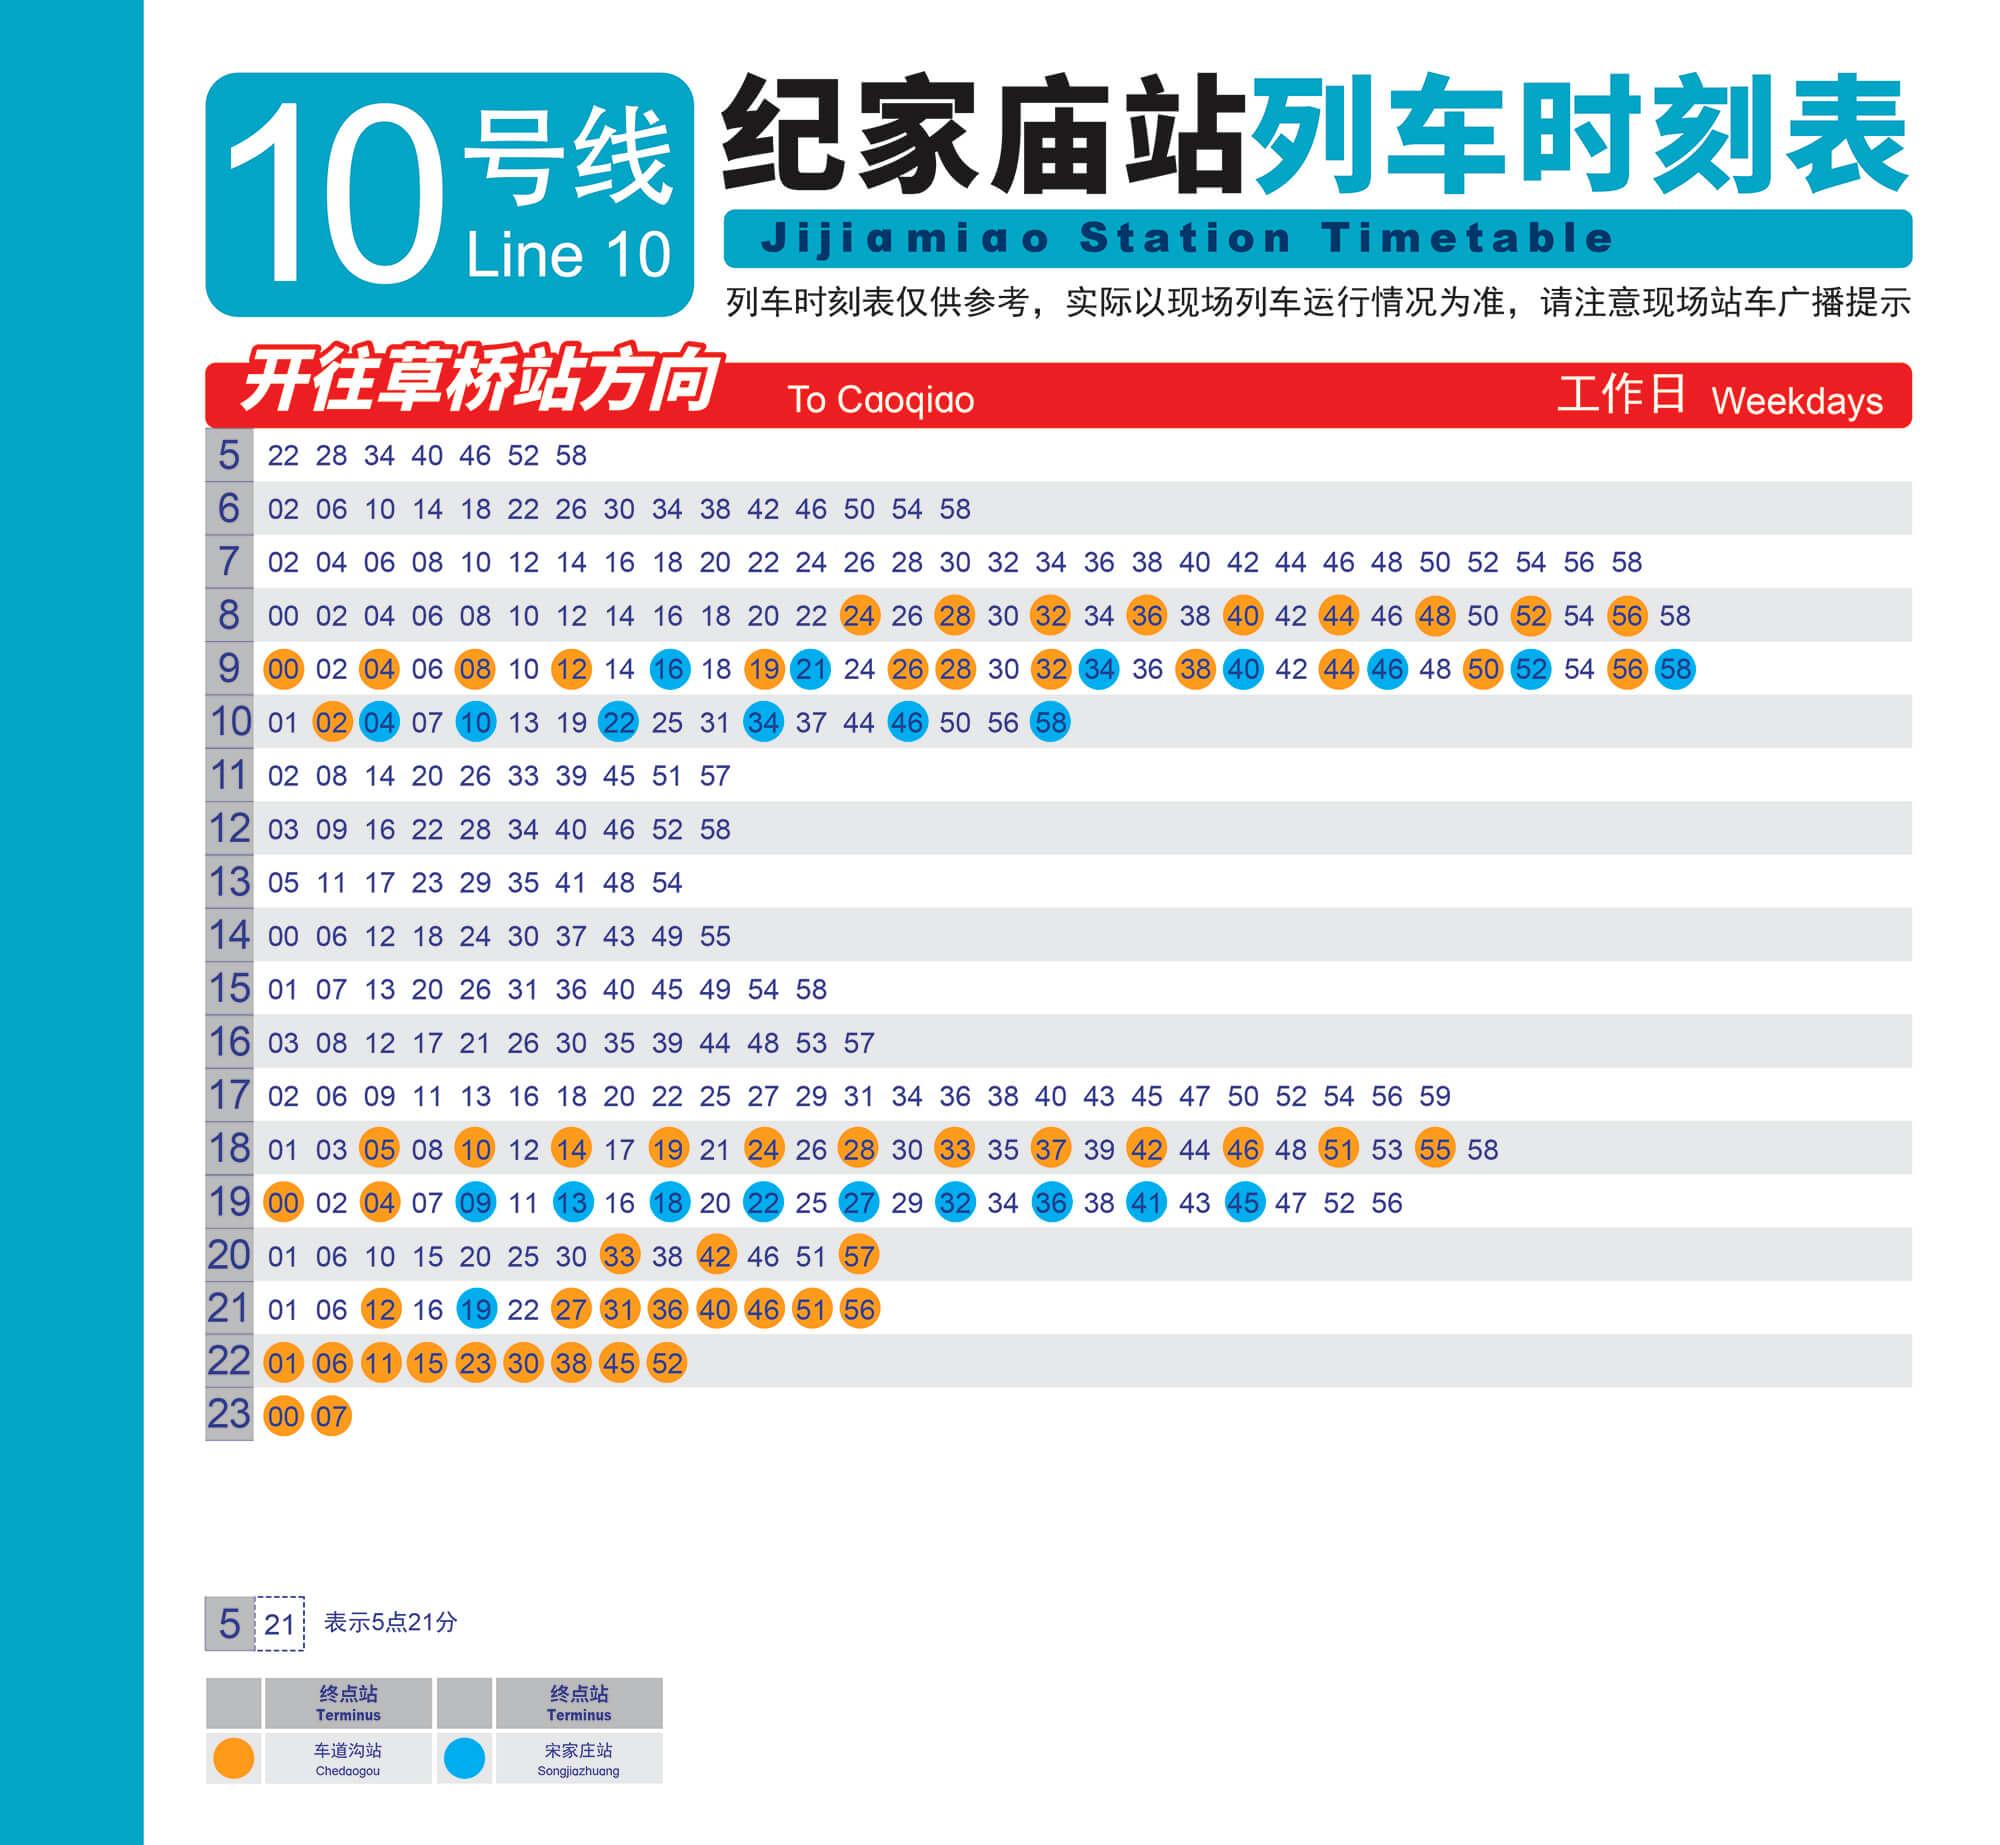 10号线
Line 10
纪家庙站列车时刻表
Jijiamiao Station Timetable
列车时刻表仅供参考，实际以现场列车运行情况为准，请注意现场站车广播提示
开往草桥站方向 To Caoqiao 工作日 Weekdays
5 22 28 34 40 46 52 58
6 02 06 10 14 18 22 26 30 34 38 42 46 50 54 58
7 02 04 06 08 10 12 14 16 18 20 22 24 26 28 30 32 34 36 38 40 42 44 46 48 50 52 54 56 58
8 00 02 04 06 08 10 12 14 16 18 20 22 24 26 28 30 32 34 36 38 40 42 44 46 48 50 52 54 56 58
9 00 02 04 06 08 10 12 14 16 18 19 21 24 26 28 30 32 34 36 38 40 42 44 46 48 50 52 54 56 58
10 01 02 04 07 10 13 19 22 25 31 34 37 44 46 50 56 58
11 02 08 14 20 26 33 39 45 51 57
12 03 09 16 22 28 34 40 46 52 58
13 05 11 17 23 29 35 41 48 54
14 00 06 12 18 24 30 37 43 49 55
15 01 07 13 20 26 31 36 40 45 49 54 58
16 03 08 12 17 21 26 30 35 39 44 48 53 57
17 02 06 09 11 13 16 18 20 22 25 27 29 31 34 36 38 40 43 45 47 50 52 54 56 59
18 01 03 05 08 10 12 14 17 19 21 24 26 28 30 33 35 37 39 42 44 46 48 51 53 55 58
19 00 02 04 07 09 11 13 16 18 20 22 25 27 29 32 34 36 38 41 43 45 47 52 56
20 01 06 10 15 20 25 30 33 38 42 46 51 57
21 01 06 12 16 19 22 27 31 36 40 46 51 56
22 01 06 11 15 23 30 38 45 52
23 00 07
5 21 表示5点21分
终点站 终点站
Terminus Terminus
车道沟站 宋家庄站
Chedaogou Songjiazhuang